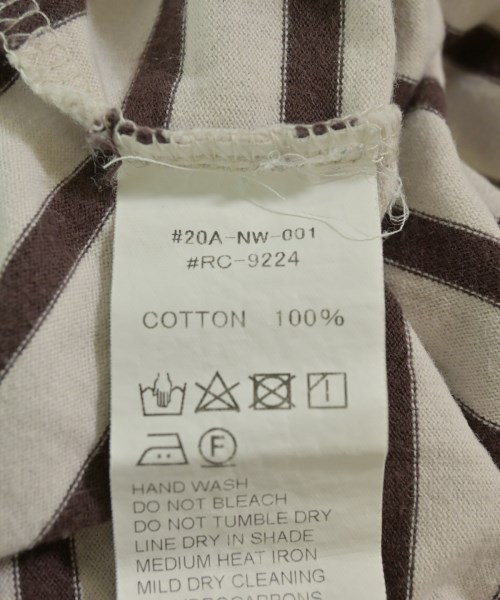 #20A-NW-001
#RC-9224
COTTON 100%
F
HAND WASH
DO NOT BLEACH
DO NOT TUMBLE DRY
LINE DRY IN SHADE
MEDIUM HEAT IRON
MILD DRY CLEANING